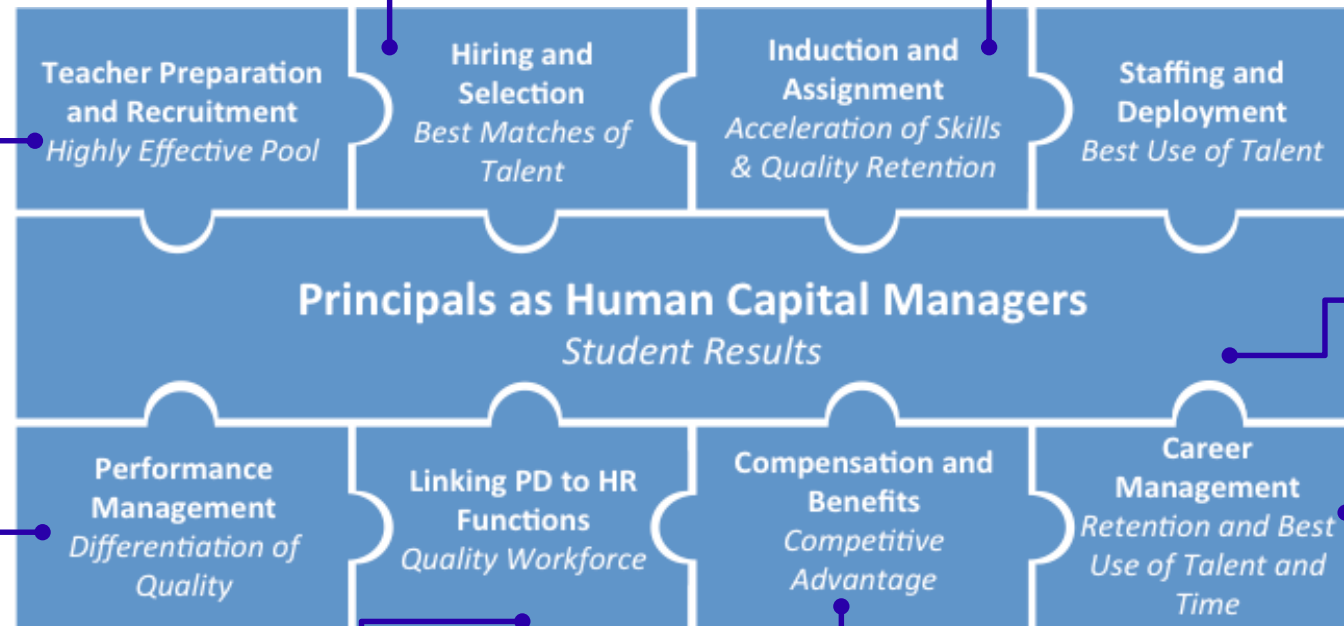 Teacher Preparation
and Recruitment
Highly Effective Pool
Hiring and
Selection
Best Matches of
Talent
Induction and
Assignment
Acceleration of Skills
& Quality Retention
Staffing and
Deployment
Best Use of Talent
Principals as Human Capital Managers
Student Results
Performance
Management
Differentiation of
Quality
Linking PD to HR
Functions
Quality Workforce
Compensation and
Benefits
Competitive
Advantage
Career
Management
Retention and Best
Use of Talent and
Time